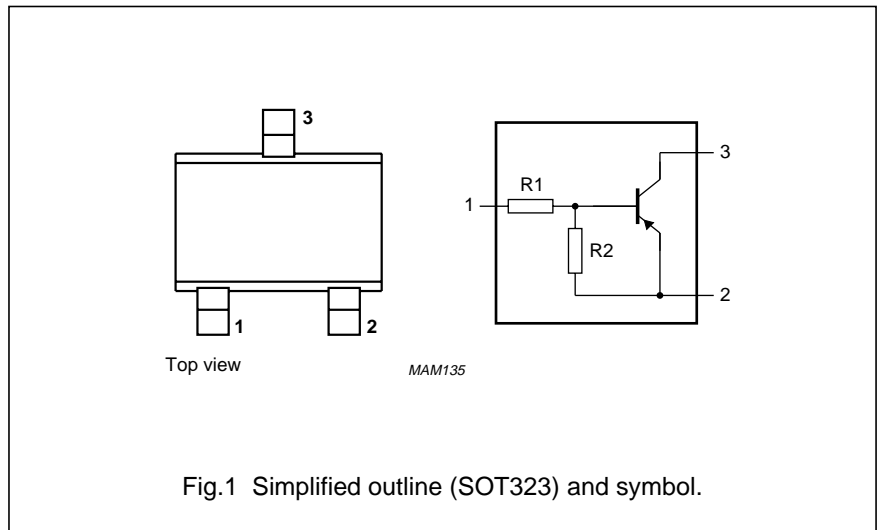 3
1
2
Top view
MAM135
1
R1
R2
3
2
Fig.1 Simplified outline (SOT323) and symbol.